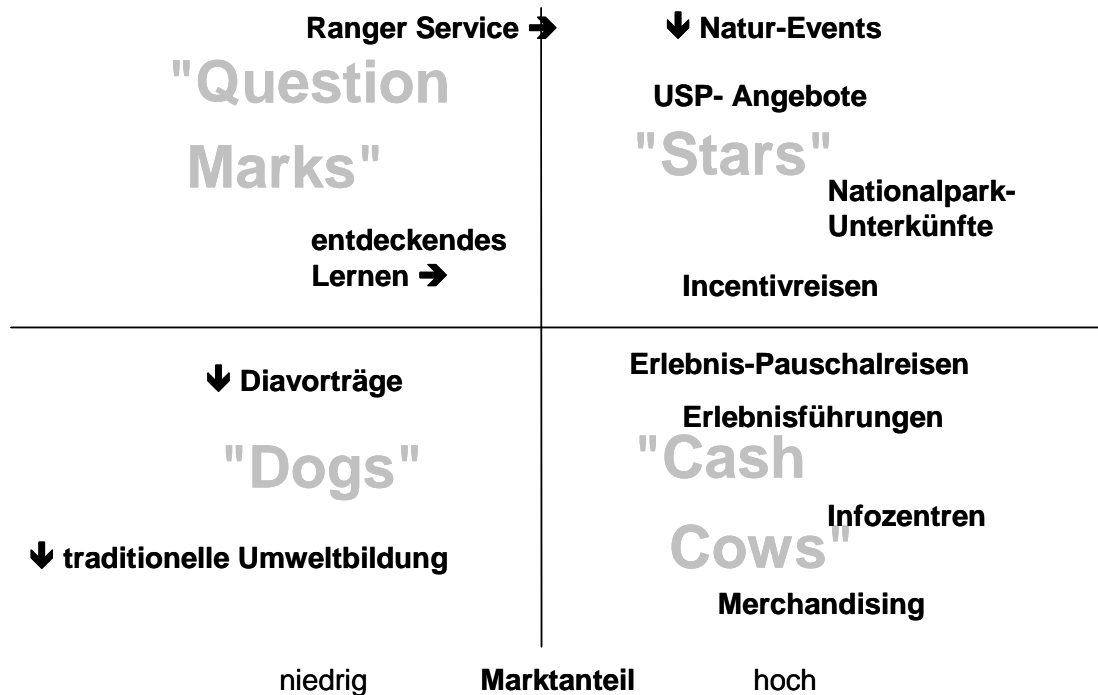 Ranger Service ➔
"Question
Marks"
entdeckendes
Lernen ➔
🡻 Natur-Events
USP- Angebote
"Stars"
Nationalpark-
Unterkünfte
Incentivreisen
🡻 Diavorträge
"Dogs"
🡻 traditionelle Umweltbildung
Erlebnis-Pauschalreisen
Erlebnisführungen
"Cash
Infozentren
Cows"
Merchandising
niedrig Marktanteil hoch